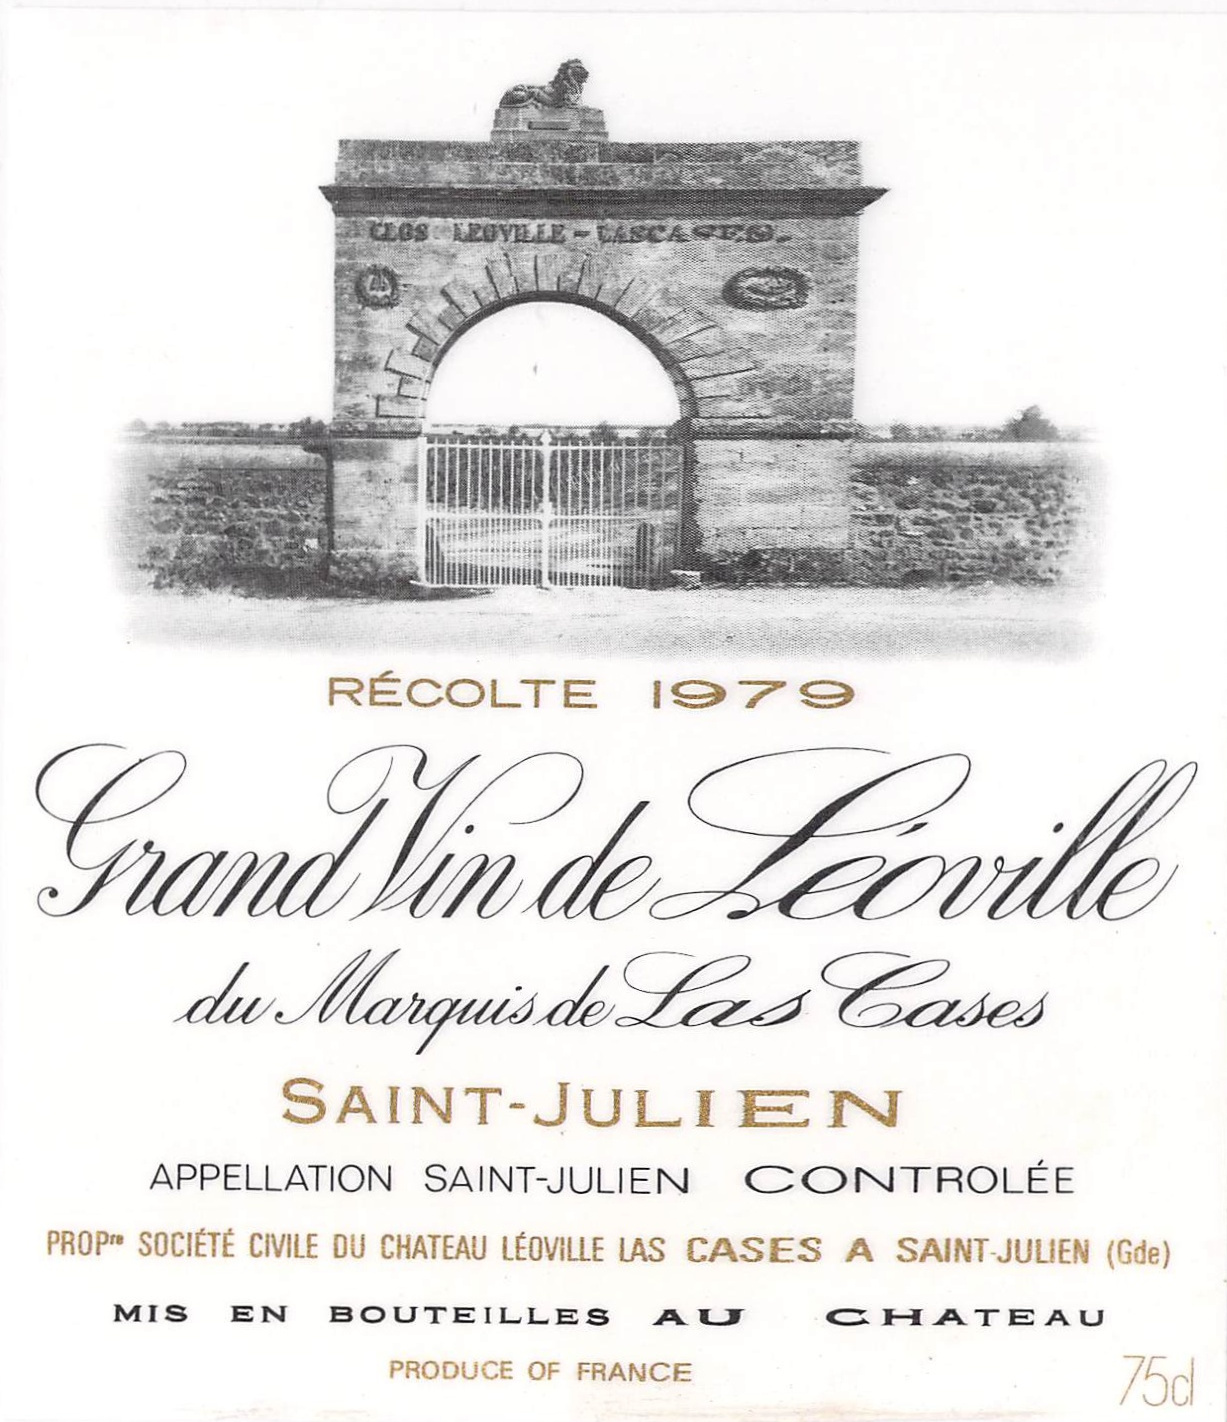 CLOS LEOVILLE - LASCASES.
RÉCOLTE 1979
Grand Vin de Léoville
du Marquis de Las Cases
SAINT-JULIEN
APPELLATION SAINT-JULIEN CONTROLÉE
PROPre SOCIÉTÉ CIVILE DU CHATEAU LÉOVILLE LAS CASES A SAINT-JULIEN (Gde)
MIS EN BOUTEILLES AU CHATEAU
PRODUCE OF FRANCE
75cl